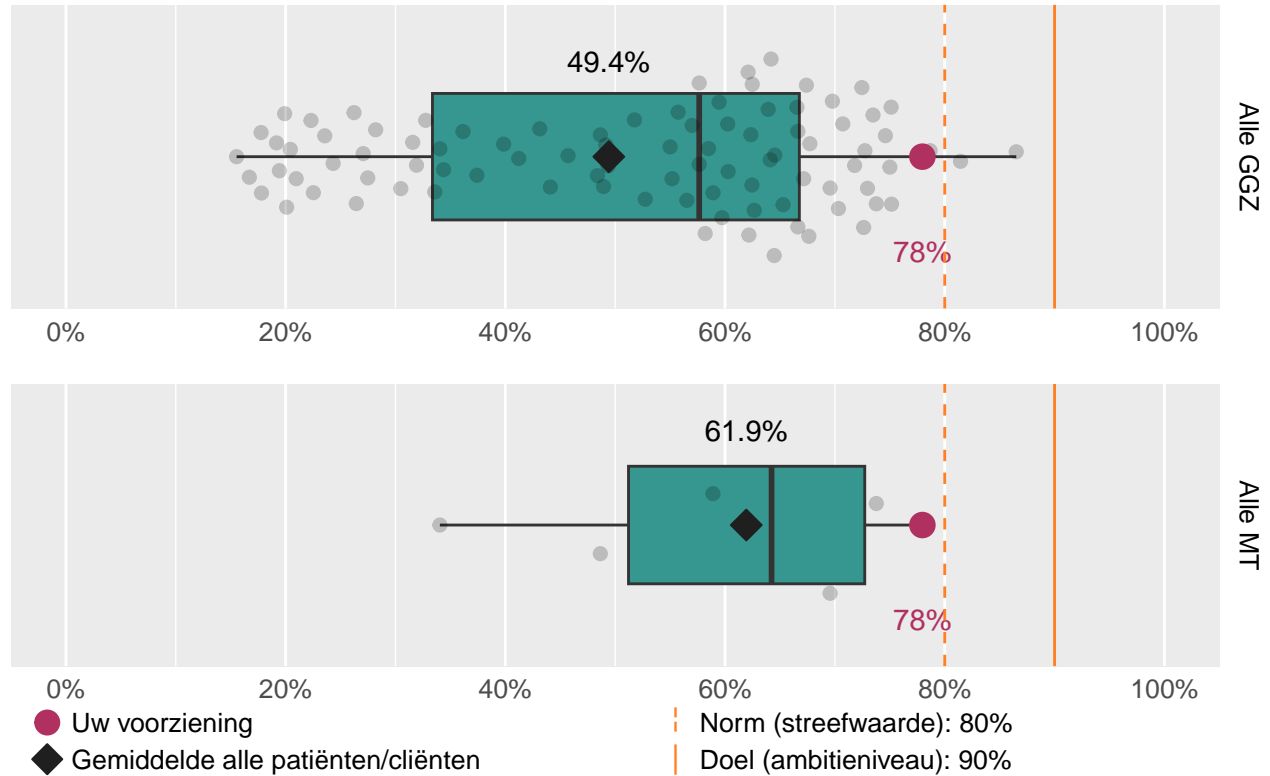 49.4%
Alle GGZ
78%
0% 20% 40% 60% 80% 100%
61.9%
Alle MT
78%
0% 20% 40% 60% 80% 100%
Uw voorziening
Norm (streefwaarde): 80%
Gemiddelde alle patiënten/cliënten
Doel (ambitieniveau): 90%